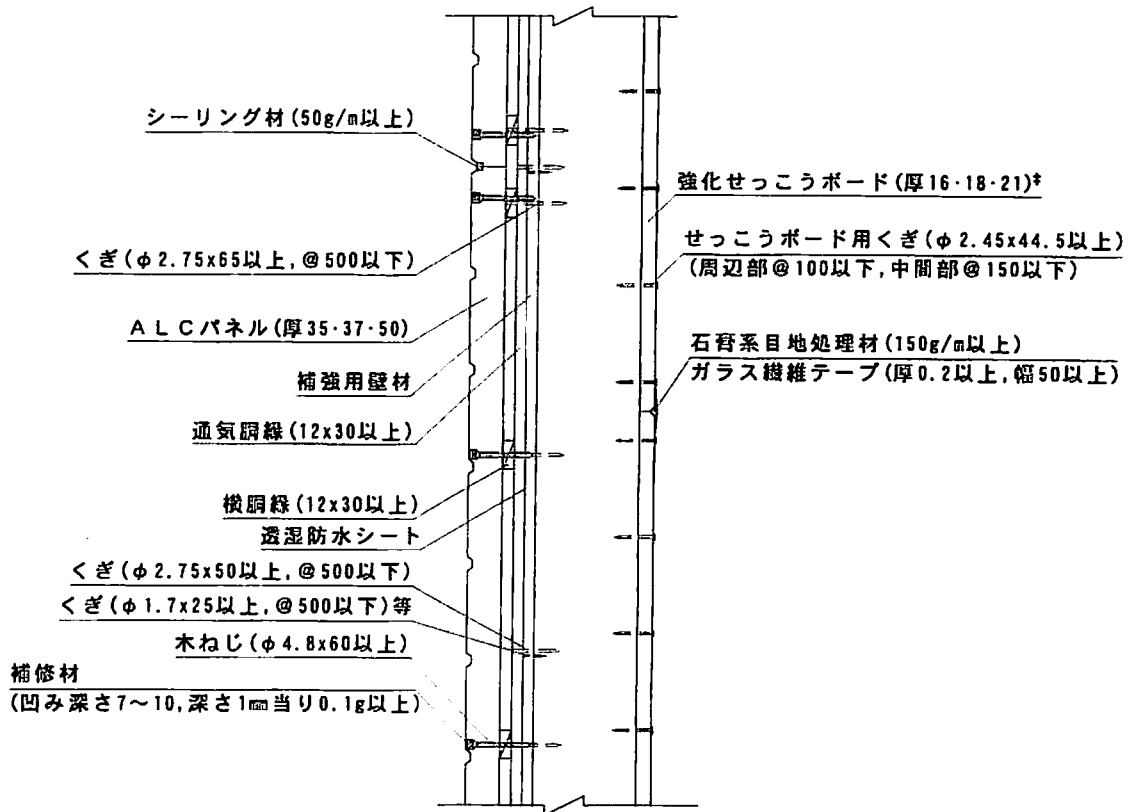 シーリング材(50g/m以上)
くぎ(φ2.75x65以上,@500以下)
ALCパネル(厚35・37・50)
補強用壁材
通気胴縁(12x30以上)
横胴縁(12x30以上)
透湿防水シート
くぎ(φ2.75x50以上,@500以下)
くぎ(φ1.7x25以上,@500以下)等
木ねじ(φ4.8x60以上)
補修材
(凹み深さ7〜10,深さ1㎜当り0.1g以上)
強化せっこうボード(厚16・18・21)‡
せっこうボード用くぎ(φ2.45x44.5以上)
(周辺部@100以下,中間部@150以下)
石膏系目地処理材(150g/m以上)
ガラス繊維テープ(厚0.2以上,幅50以上)